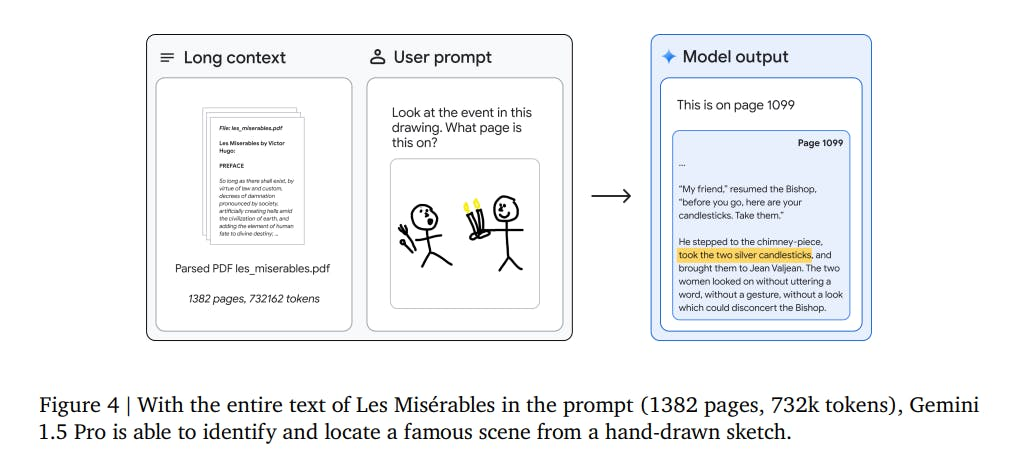 Long context
File: les_miserables.pdf
Les Miserables by Victor
Hugo:
PREFACE
So long as there shall exist, by
virtue of law and custom,
decrees of damnation
pronounced by society,
artificially creating hells amid
the civilization of earth, and
adding the element of human
fate to divine destiny; ..
Parsed PDF les_miserables.pdf
1382 pages, 732162 tokens
User prompt
Look at the event in this
drawing. What page is
this on?
Model output
This is on page 1099
Page 1099
...
"My friend," resumed the Bishop,
"before you go, here are your
candlesticks. Take them."
He stepped to the chimney-piece,
took the two silver candlesticks, and
brought them to Jean Valjean. The two
women looked on without uttering a
word, without a gesture, without a look
which could disconcert the Bishop.
Figure 4 | With the entire text of Les Misérables in the prompt (1382 pages, 732k tokens), Gemini
1.5 Pro is able to identify and locate a famous scene from a hand-drawn sketch.